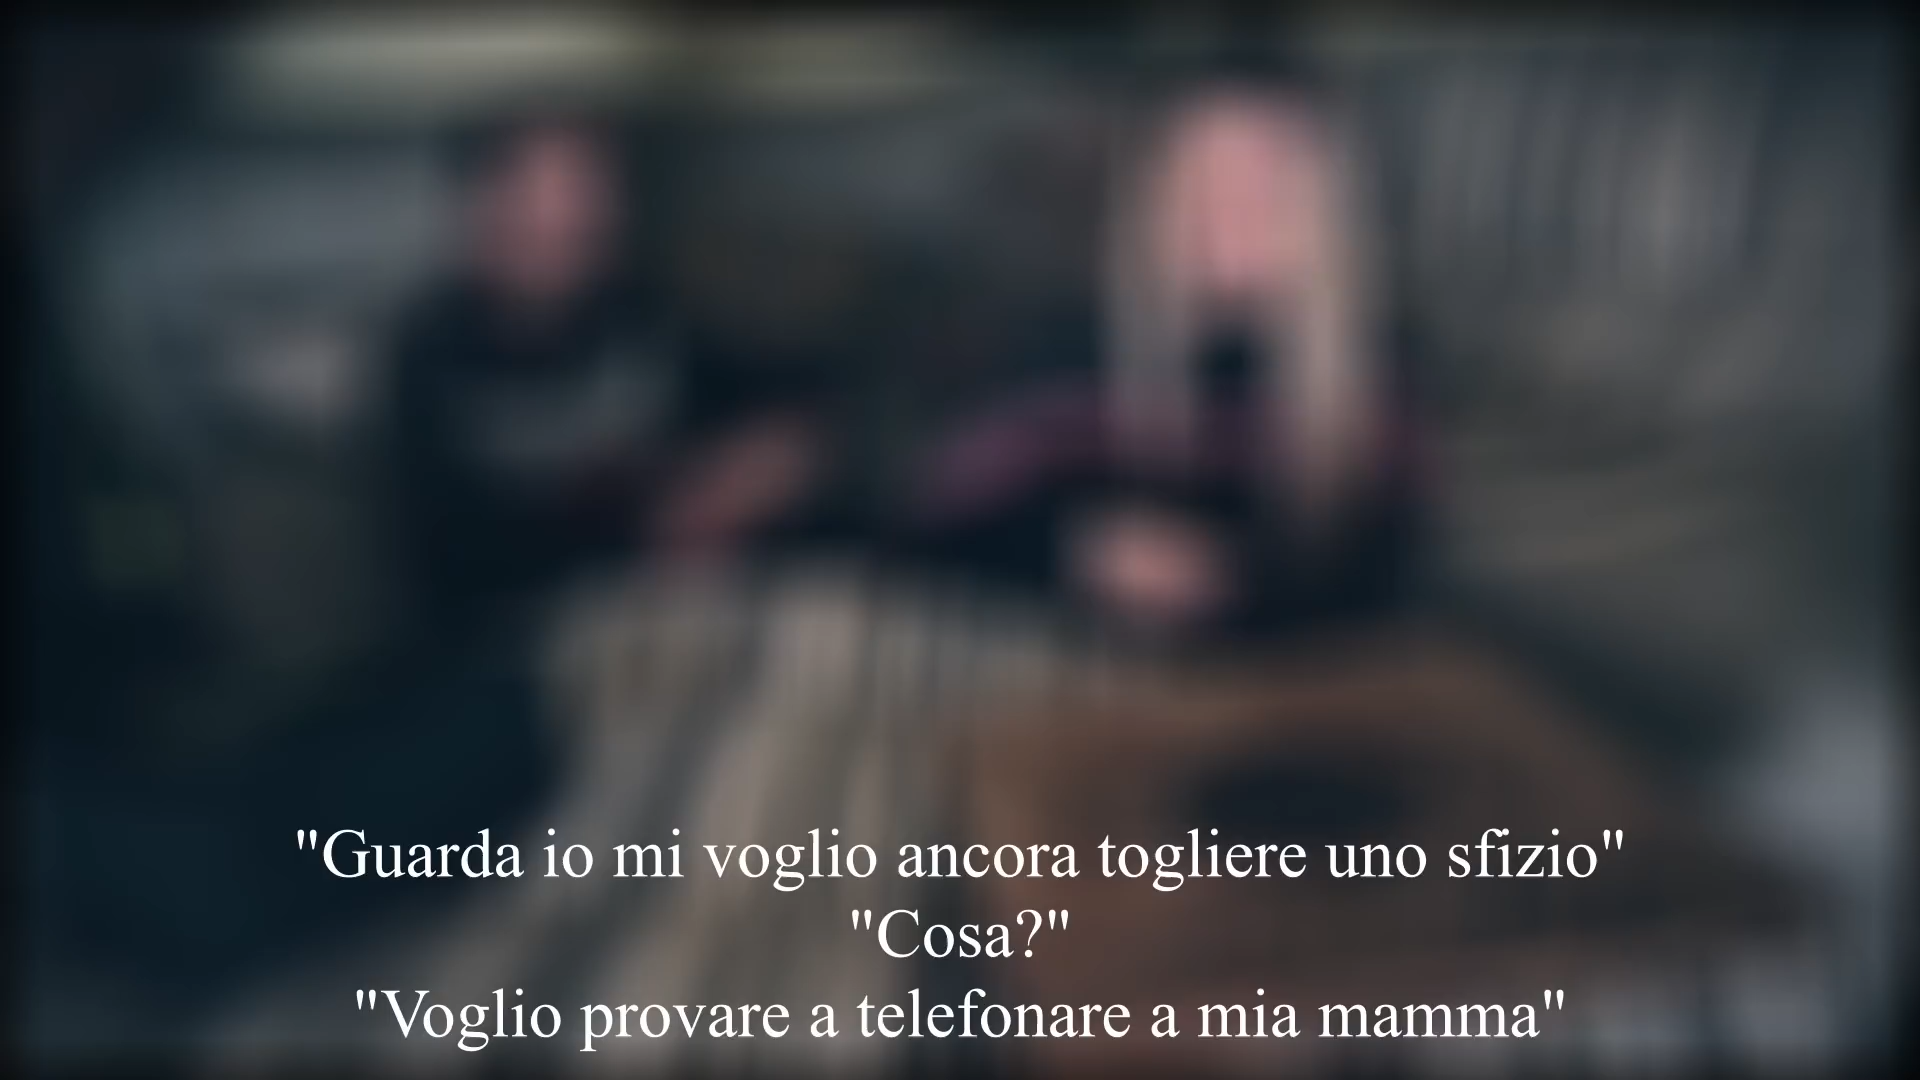 "Guarda io mi voglio ancora togliere uno sfizio"
"Cosa?"
"Voglio provare a telefonare a mia mamma"